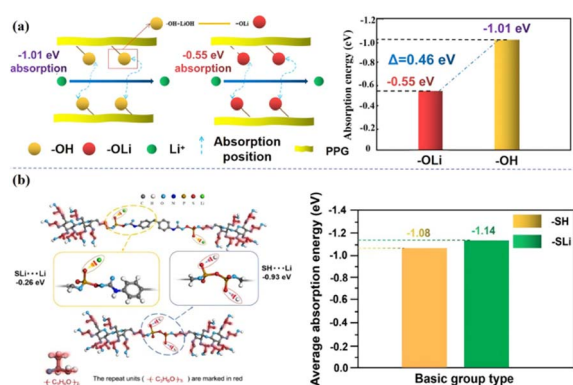 (a)
-OH+LiOH
-OLi
-1.01 eV
absorption
-0.55 eV
absorption
Li⁺
-OH
-OLi
Li⁺
Absorption
position
PPG
Absorption energy (eV)
-1.2
-1.0
-0.8
-0.6
-0.4
-0.2
0.0
Δ=0.46 eV
-0.55 eV
-1.01 eV
-OLi
-OH
(b)
SLi···Li
-0.26 eV
SH···Li
-0.93 eV
The repeat units (-[-C₃H₆O-]-₅) are marked in red
Average absorption energy (eV)
-1.4
-1.2
-1.0
-0.8
-0.6
-0.4
-0.2
0.0
-1.08
-1.14
-SH
-SLi
Basic group type